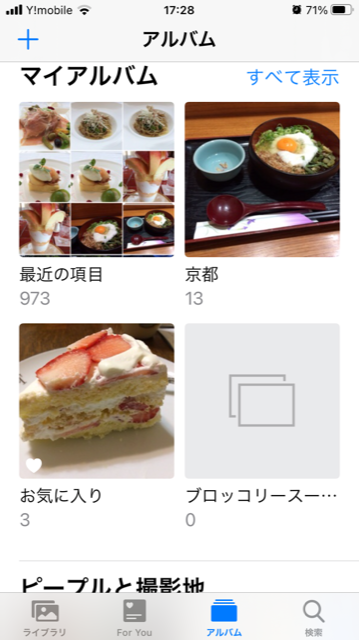 Y!mobile 17:28 71%
アルバム
マイアルバム すべて表示
最近の項目 京都
973 13
お気に入り ブロッコリースー…
3 0
ピープルと撮影地
ライブラリ For You アルバム 検索